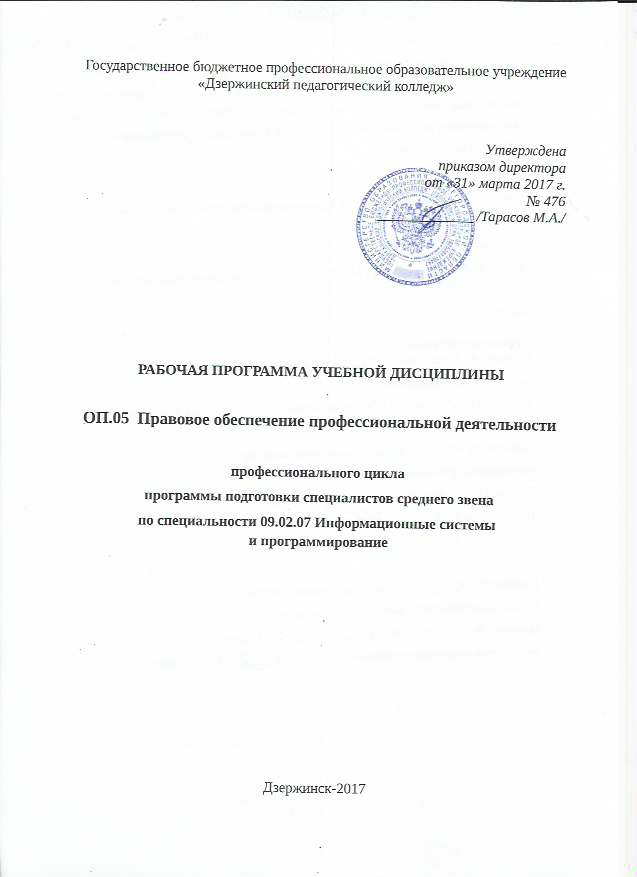 Государственное бюджетное профессиональное образовательное учреждение
«Дзержинский педагогический колледж»
Утверждена
приказом директора
от «31» марта 2017 г.
№ 476
/Тарасов М.А./
РАБОЧАЯ ПРОГРАММА УЧЕБНОЙ ДИСЦИПЛИНЫ
ОП.05 Правовое обеспечение профессиональной деятельности
профессионального цикла
программы подготовки специалистов среднего звена
по специальности 09.02.07 Информационные системы
и программирование
Дзержинск-2017